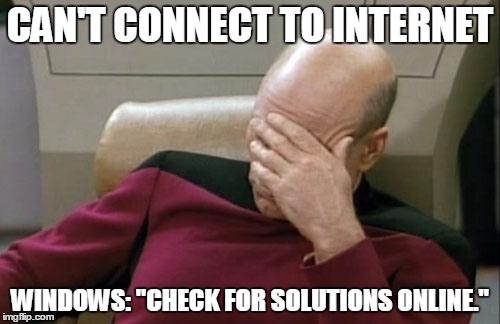 CAN'T CONNECT TO INTERNET
WINDOWS: "CHECK FOR SOLUTIONS ONLINE."
imgflip.com